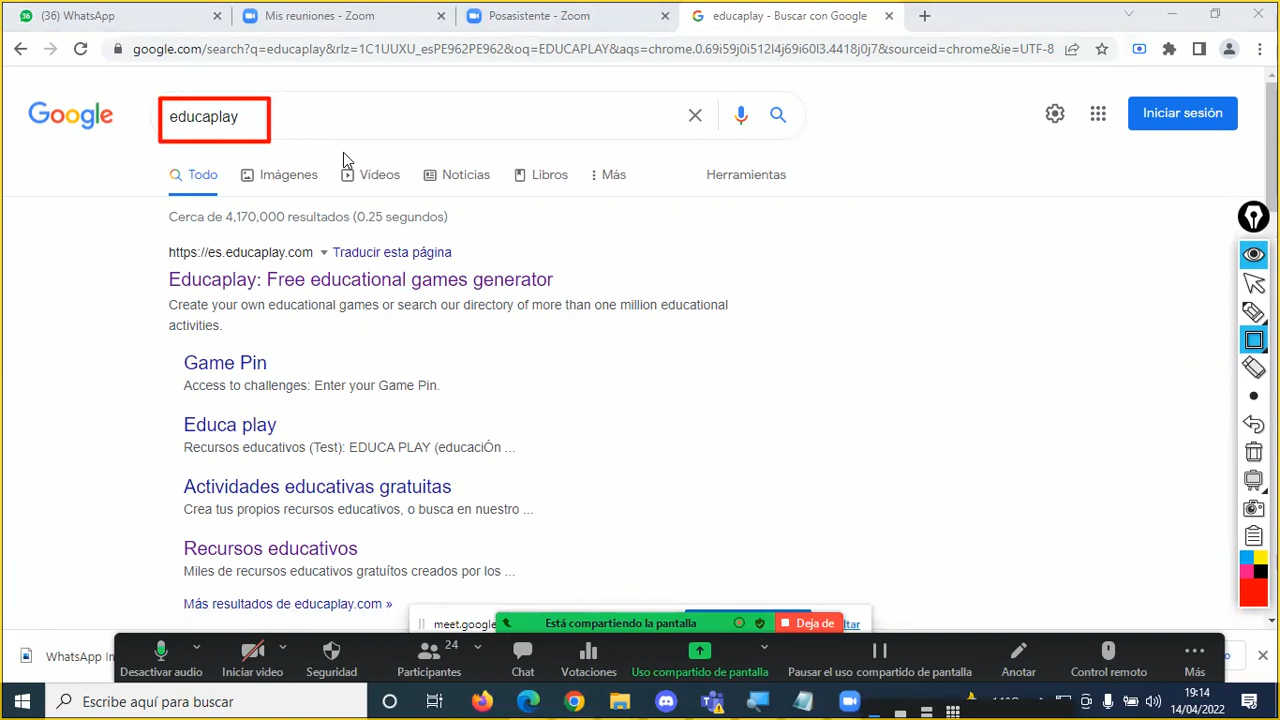 (36) WhatsApp
Mis reuniones - Zoom
Posasistente - Zoom
educaplay - Buscar con Google
google.com/search?q=educaplay&rlz=1C1UUXU_esPE962PE962&oq=EDUCAPLAY&aqs=chrome.0.69i59j0i512l4j69i60l3.4418j0j7&sourceid=chrome&ie=UTF-8
Google
educaplay
Iniciar sesión
Todo
Imágenes
Videos
Noticias
Libros
Más
Herramientas
Cerca de 4,170,000 resultados (0.25 segundos)
https://es.educaplay.com
Traducir esta página
Educaplay: Free educational games generator
Create your own educational games or search our directory of more than one million educational
activities.
Game Pin
Access to challenges: Enter your Game Pin.
Educa play
Recursos educativos (Test): EDUCA PLAY (educaciÓn ...
Actividades educativas gratuitas
Crea tus propios recursos educativos, o busca en nuestro ...
Recursos educativos
Miles de recursos educativos gratuítos creados por los ...
Más resultados de educaplay.com »
meet.google
Está compartiendo la pantalla
Deja de
ltar
WhatsApp Im
Desactivar audio
Iniciar video
Seguridad
24
Participantes
Chat
Votaciones
Uso compartido de pantalla
Pausar el uso compartido de pantalla
Anotar
Control remoto
Más
Escribe aquí para buscar
19:14
14/04/2022